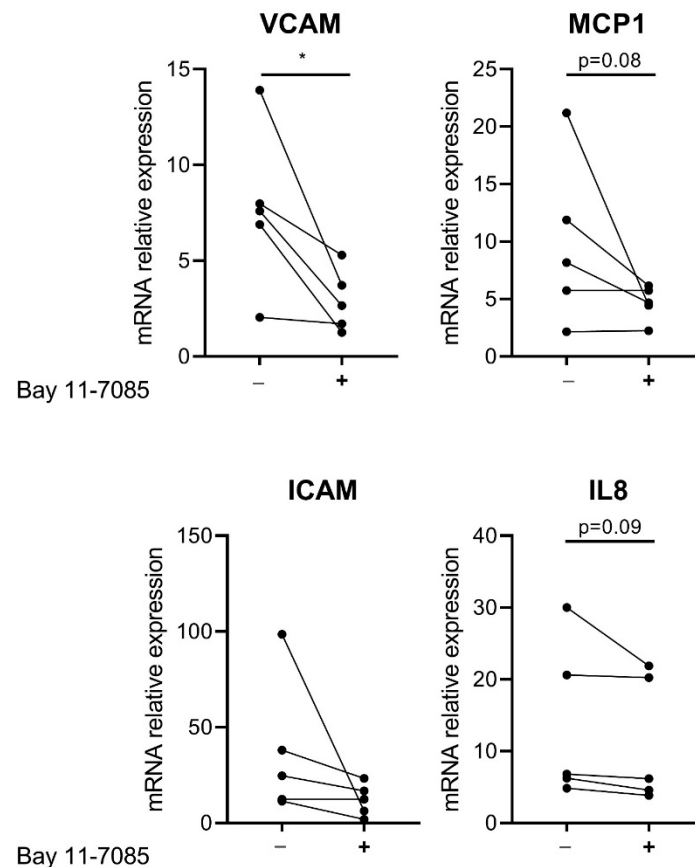 VCAM
*
mRNA relative expression
15
10
5
0
– +
Bay 11-7085
MCP1
p=0.08
mRNA relative expression
25
20
15
10
5
0
– +
ICAM
mRNA relative expression
150
100
50
0
– +
Bay 11-7085
IL8
p=0.09
mRNA relative expression
40
30
20
10
0
– +